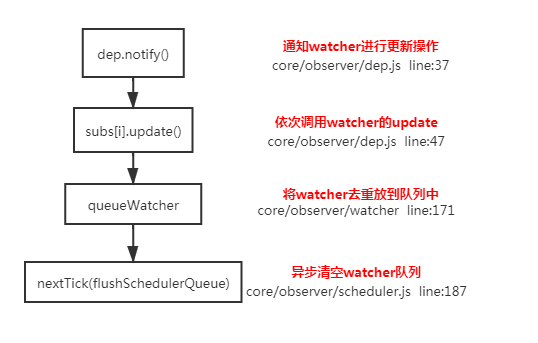 dep.notify()
通知watcher进行更新操作
core/observer/dep.js line:37
subs[i].update()
依次调用watcher的update
core/observer/dep.js line:47
queueWatcher
将watcher去重放到队列中
core/observer/watcher line:171
nextTick(flushSchedulerQueue)
异步清空watcher队列
core/observer/scheduler.js line:187